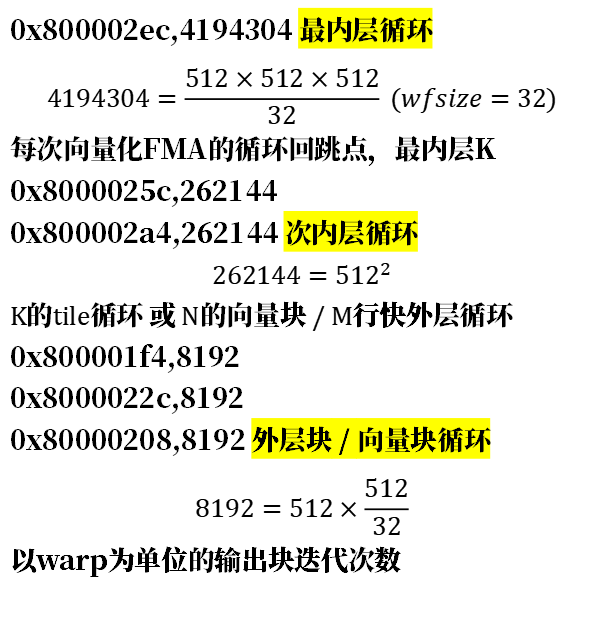 0x800002ec,4194304 最内层循环
4194304 = \frac{512 × 512 × 512}{32} (wfsize = 32)
每次向量化FMA的循环回跳点，最内层K
0x8000025c,262144
0x800002a4,262144 次内层循环
262144 = 512²
K的tile循环 或 N的向量块 / M行快外层循环
0x800001f4,8192
0x8000022c,8192
0x80000208,8192 外层块 / 向量块循环
8192 = 512 × \frac{512}{32}
以warp为单位的输出块迭代次数